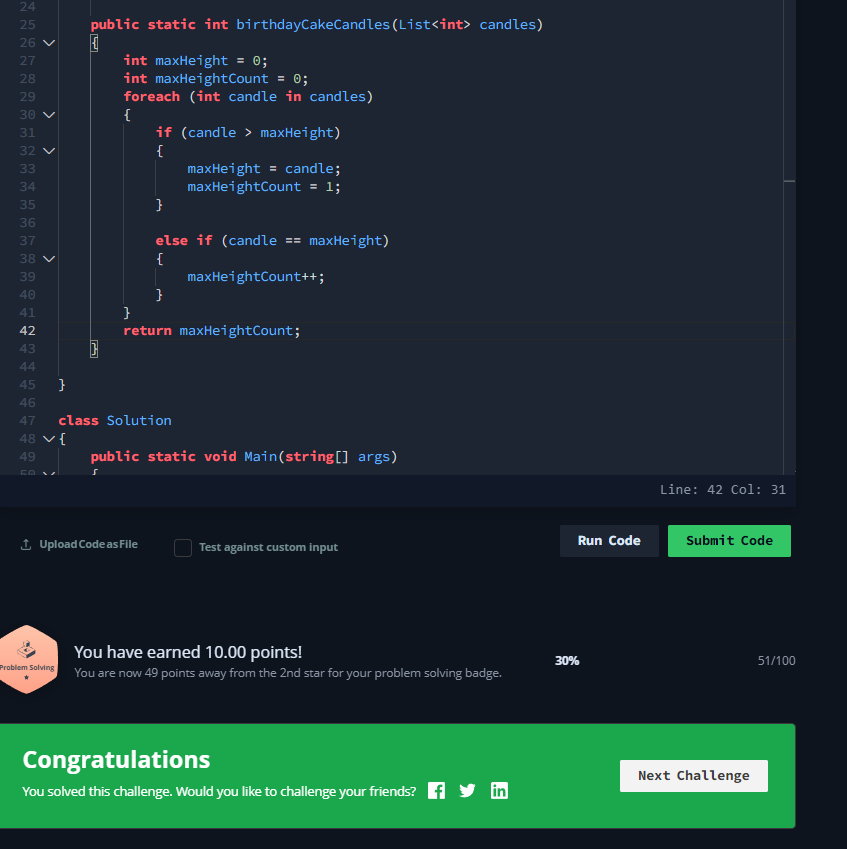 24
25 public static int birthdayCakeCandles(List<int> candles)
26 {
27 int maxHeight = 0;
28 int maxHeightCount = 0;
29 foreach (int candle in candles)
30 {
31 if (candle > maxHeight)
32 {
33 maxHeight = candle;
34 maxHeightCount = 1;
35 }
36
37 else if (candle == maxHeight)
38 {
39 maxHeightCount++;
40 }
41 }
42 return maxHeightCount;
43 }
44
45 }
46
47 class Solution
48 {
49 public static void Main(string[] args)
50 {
Line: 42 Col: 31
Upload Code as File
Test against custom input
Run Code
Submit Code
Problem Solving
You have earned 10.00 points!
You are now 49 points away from the 2nd star for your problem solving badge.
30%
51/100
Congratulations
You solved this challenge. Would you like to challenge your friends?
Next Challenge